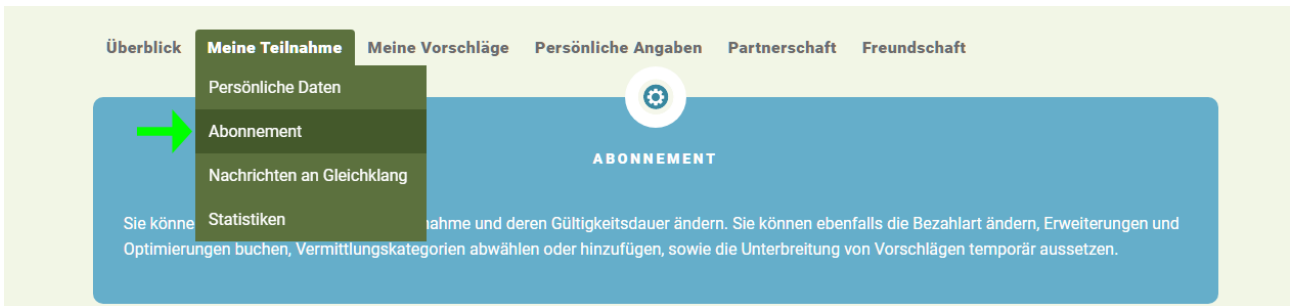 Überblick Meine Teilnahme Meine Vorschläge Persönliche Angaben Partnerschaft Freundschaft
Persönliche Daten
Abonnement
ABONNEMENT
Nachrichten an Gleichklang
Statistiken
Sie könne ahme und deren Gültigkeitsdauer ändern. Sie können ebenfalls die Bezahlart ändern, Erweiterungen und
Optimierungen buchen, Vermittlungskategorien abwählen oder hinzufügen, sowie die Unterbreitung von Vorschlägen temporär aussetzen.